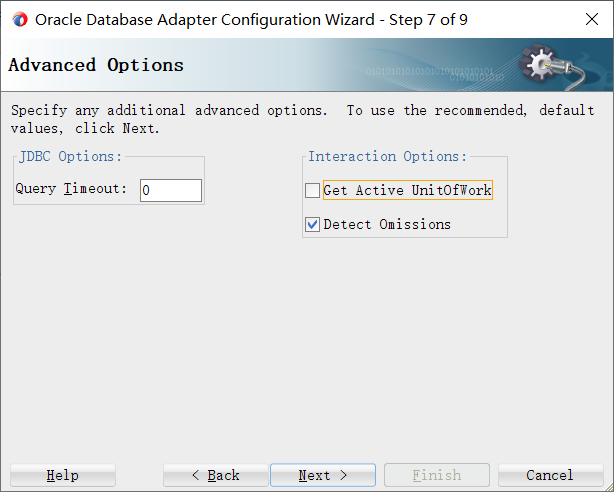 Oracle Database Adapter Configuration Wizard - Step 7 of 9
Advanced Options
Specify any additional advanced options.  To use the recommended, default
values, click Next.
JDBC Options:
Query Timeout: 0
Interaction Options:
Get Active UnitOfWork
Detect Omissions
Help
< Back
Next >
Finish
Cancel